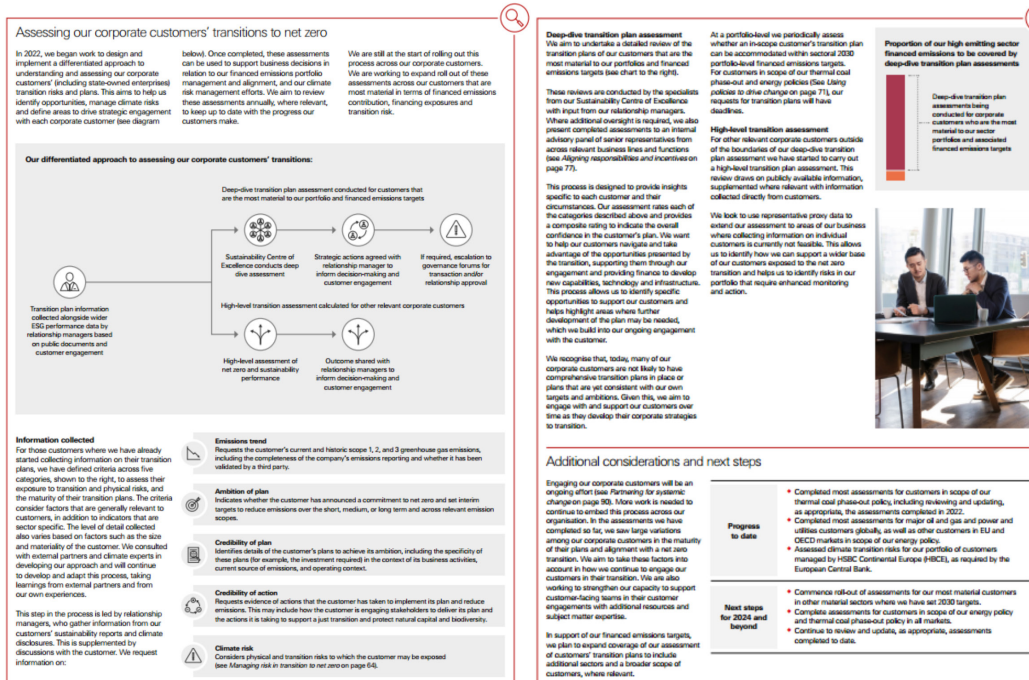 Assessing our corporate customers' transitions to net zero
In 2022, we began work to design and
implement a differentiated approach to
understanding and assessing our corporate
customers' (including state-owned enterprises)
transition risks and plans. This aims to help us
identify opportunities, manage climate risks
and define areas to drive strategic engagement
with each corporate customer (see diagram
below). Once completed, these assessments
can be used to support business decisions in
relation to our financed emissions portfolio
management and alignment, and our climate
risk management efforts. We aim to review
these assessments annually, where relevant,
to keep up to date with the progress our
customers make.
We are still at the start of rolling out this
process across our corporate customers.
We are working to expand roll out of these
assessments across our customers that are
most material in terms of financed emissions
contribution, financing exposures and
transition risk.
Our differentiated approach to assessing our corporate customers' transitions:
Deep-dive transition plan assessment conducted for customers that
are the most material to our portfolio and financed emissions targets
Sustainability Centre of
Excellence conducts deep
dive assessment
Strategic actions agreed with
relationship manager to
inform decision-making and
customer engagement
If required, escalation to
governance forums for
transaction and/or
relationship approval
Transition plan information
collected alongside wider
ESG performance data by
relationship managers based
on public documents and
customer engagement
High-level transition assessment calculated for other relevant corporate customers
High-level assessment of
net zero and sustainability
performance
Outcome shared with
relationship managers to
inform decision-making and
customer engagement
Information collected
For those customers where we have already
started collecting information on their transition
plans, we have defined criteria across five
categories, shown to the right, to assess their
exposure to transition and physical risks, and
the maturity of their transition plans. The criteria
consider factors that are generally relevant to
customers, in addition to indicators that are
sector specific. The level of detail collected
also varies based on factors such as the size
and materiality of the customer. We consulted
with external partners and climate experts in
developing our approach and will continue
to develop and adapt this process, taking
learnings from external partners and from
our own experiences.
This step in the process is led by relationship
managers, who gather information from our
customers' sustainability reports and climate
disclosures. This is supplemented by
discussions with the customer. We request
information on:
Emissions trend
Requests the customer's current and historic scope 1, 2, and 3 greenhouse gas emissions,
including the completeness of the company's emissions reporting and whether it has been
validated by a third party.
Ambition of plan
Indicates whether the customer has announced a commitment to net zero and set interim
targets to reduce emissions over the short, medium, or long term and across relevant emission
scopes.
Credibility of plan
Identifies details of the customer's plans to achieve its ambition, including the specificity of
these plans (for example, the investment required) in the context of its business activities,
current source of emissions, and operating context.
Credibility of action
Requests evidence of actions that the customer has taken to implement its plan and reduce
emissions. This may include how the customer is engaging stakeholders to deliver its plan and
the actions it is taking to support a just transition and protect natural capital and biodiversity.
Climate risk
Considers physical and transition risks to which the customer may be exposed
(see Managing risk in transition to net zero on page 64).
Deep-dive transition plan assessment
We aim to undertake a detailed review of the
transition plans of our customers that are the
most material to our portfolios and financed
emissions targets (see chart to the right).
These reviews are conducted by the specialists
from our Sustainability Centre of Excellence
with input from our relationship managers.
Where additional oversight is required, we also
present completed assessments to an internal
advisory panel of senior representatives from
across relevant business lines and functions
(see Aligning responsibilities and incentives on
page 77).
This process is designed to provide insights
specific to each customer and their
circumstances. Our assessment rates each of
the categories described above and provides
a composite rating to indicate the overall
confidence in the customer's plan. We want
to help our customers navigate and take
advantage of the opportunities presented by
the transition, supporting them through our
engagement and providing finance to develop
new capabilities, technology and infrastructure.
This process allows us to identify specific
opportunities to support our customers and
helps highlight areas where further
development of the plan may be needed,
which we build into our ongoing engagement
with the customer.
We recognise that, today, many of our
corporate customers are not likely to have
comprehensive transition plans in place or
plans that are yet consistent with our own
targets and ambitions. Given this, we aim to
engage with and support our customers over
time as they develop their corporate strategies
to transition.
At a portfolio-level we periodically assess
whether an in-scope customer's transition plan
can be accommodated within sectoral 2030
portfolio-level financed emissions targets.
For customers in scope of our thermal coal
phase-out and energy policies (See Using
policies to drive change on page 71), our
requests for transition plans will have
deadlines.
High-level transition assessment
For other relevant corporate customers outside
of the boundaries of our deep-dive transition
plan assessment we have started to carry out
a high-level transition plan assessment. This
review draws on publicly available information,
supplemented where relevant with information
collected directly from customers.
We look to use representative proxy data to
extend our assessment to areas of our business
where collecting information on individual
customers is currently not feasible. This allows
us to identify how we can support a wider base
of our customers exposed to the net zero
transition and helps us to identify risks in our
portfolio that require enhanced monitoring
and action.
Proportion of our high emitting sector
financed emissions to be covered by
deep-dive transition plan assessments
Deep-dive transition plan
assessments being
conducted for corporate
customers who are the most
material to our sector
portfolios and associated
financed emissions targets
Additional considerations and next steps
Engaging our corporate customers will be an
ongoing effort (see Partnering for systemic
change on page 90). More work is needed to
continue to embed this process across our
organisation. In the assessments we have
completed so far, we saw large variations
among our corporate customers in the maturity
of their plans and alignment with a net zero
transition. We aim to take these factors into
account in how we continue to engage our
customers in their transition. We are also
working to strengthen our capacity to support
customer-facing teams in their customer
engagements with additional resources and
subject matter expertise.
In support of our financed emissions targets,
we plan to expand coverage of our assessment
of customers' transition plans to include
additional sectors and a broader scope of
customers, where relevant.
Progress
to date
• Completed most assessments for customers in scope of our
thermal coal phase-out policy, including reviewing and updating,
as appropriate, the assessments completed in 2022.
• Completed most assessments for major oil and gas and power and
utilities customers globally, as well as other customers in EU and
OECD markets in scope of our energy policy.
• Assessed climate transition risks for our portfolio of customers
managed by HSBC Continental Europe (HBCE), as required by the
European Central Bank.
Next steps
for 2024 and
beyond
• Commence roll-out of assessments for our most material customers
in other material sectors where we have set 2030 targets.
• Complete assessments for customers in scope of our energy policy
and thermal coal phase-out policy in all markets.
• Continue to review and update, as appropriate, assessments
completed to date.